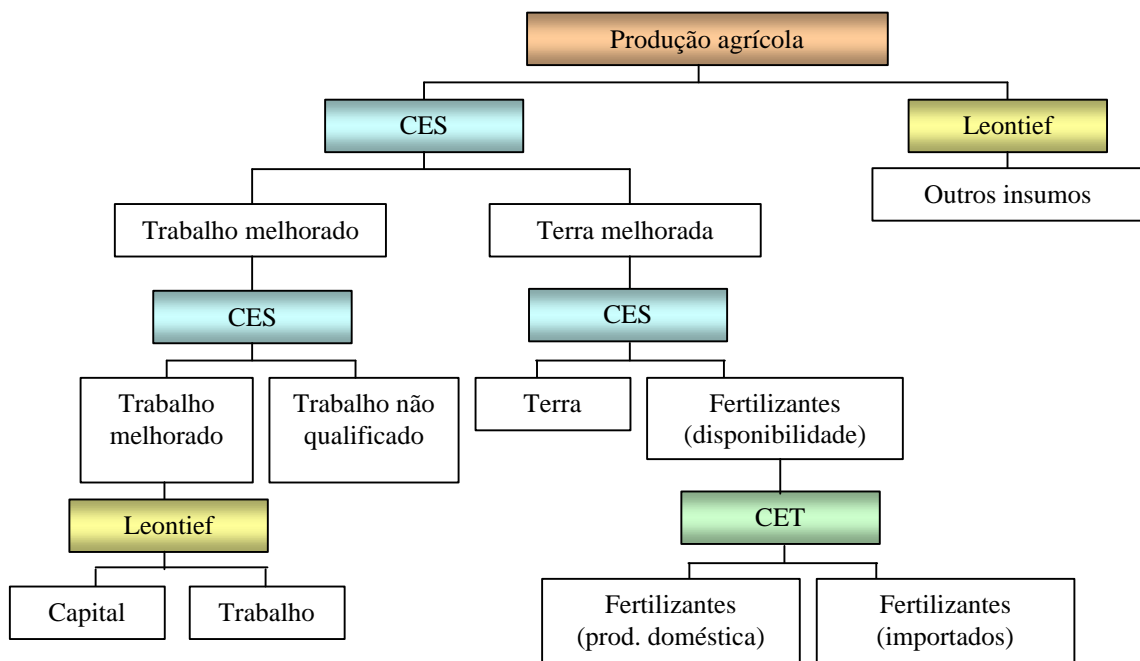 Produção agrícola
CES
Leontief
Outros insumos
Trabalho melhorado
Terra melhorada
CES
CES
Trabalho
melhorado
Trabalho não
qualificado
Terra
Fertilizantes
(disponibilidade)
Leontief
CET
Capital
Trabalho
Fertilizantes
(prod. doméstica)
Fertilizantes
(importados)